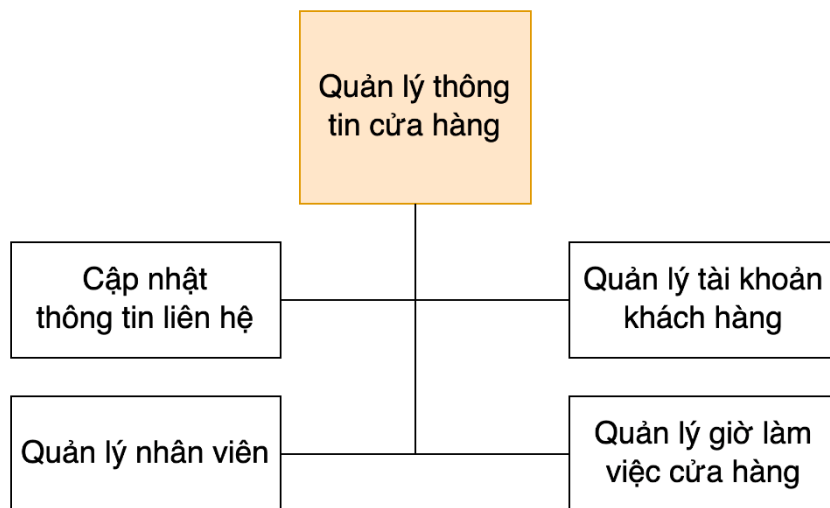 Quản lý thông
tin cửa hàng
Cập nhật
thông tin liên hệ
Quản lý tài khoản
khách hàng
Quản lý nhân viên
Quản lý giờ làm
việc cửa hàng